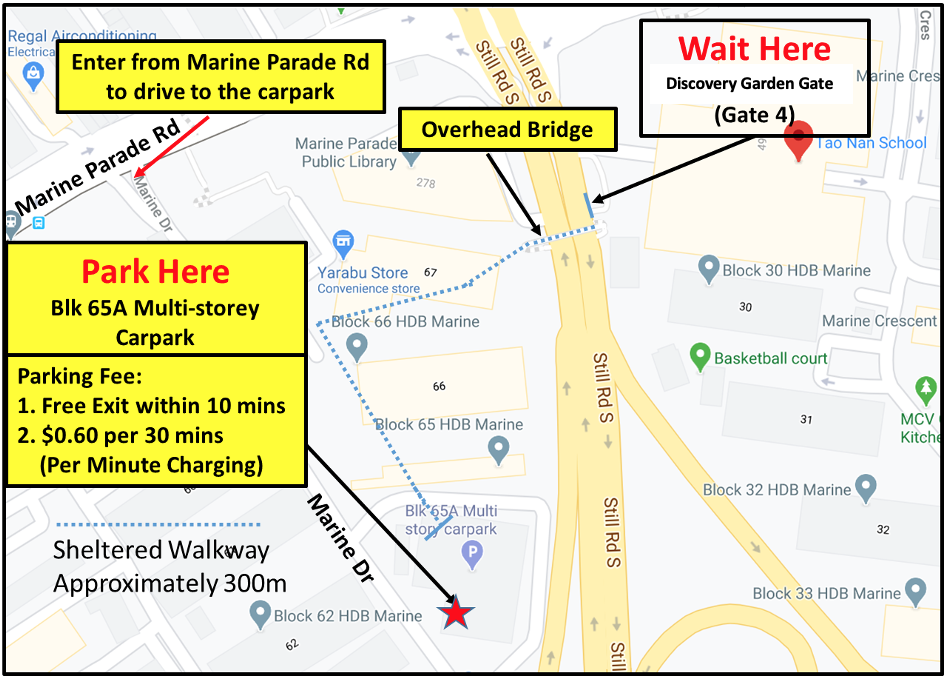 Regal Airconditioning
Electrical
Enter from Marine Parade Rd
to drive to the carpark
Marine Parade Rd
Marine Dr
Still Rd S
Still Rd S
Wait Here
Discovery Garden Gate
(Gate 4)
Cres
Marine Cres
Overhead Bridge
Marine Parade
Public Library
278
49
Tao Nan School
Park Here
Blk 65A Multi-storey
Carpark
Parking Fee:
1. Free Exit within 10 mins
2. $0.60 per 30 mins
(Per Minute Charging)
Yarabu Store
Convenience store
67
Block 66 HDB Marine
66
Block 65 HDB Marine
Block 30 HDB Marine
30
Marine Crescent
Basketball court
31
MCV
Kitche
Still Rd S
Blk 65A Multi
story carpark
P
Block 32 HDB Marine
32
Still Rd S
Marine Dr
Sheltered Walkway
Approximately 300m
Block 62 HDB Marine
62
Block 33 HDB Marine
Still